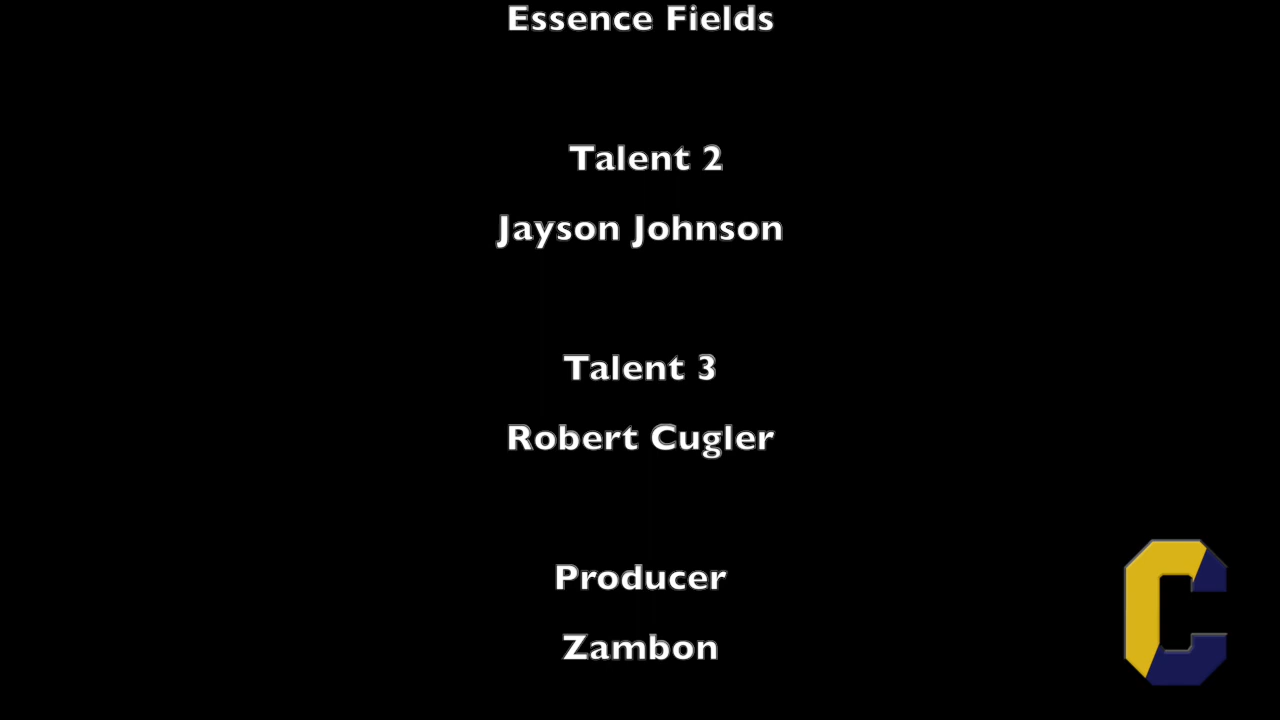 Essence Fields
Talent 2
Jayson Johnson
Talent 3
Robert Cugler
Producer
Zambon
C